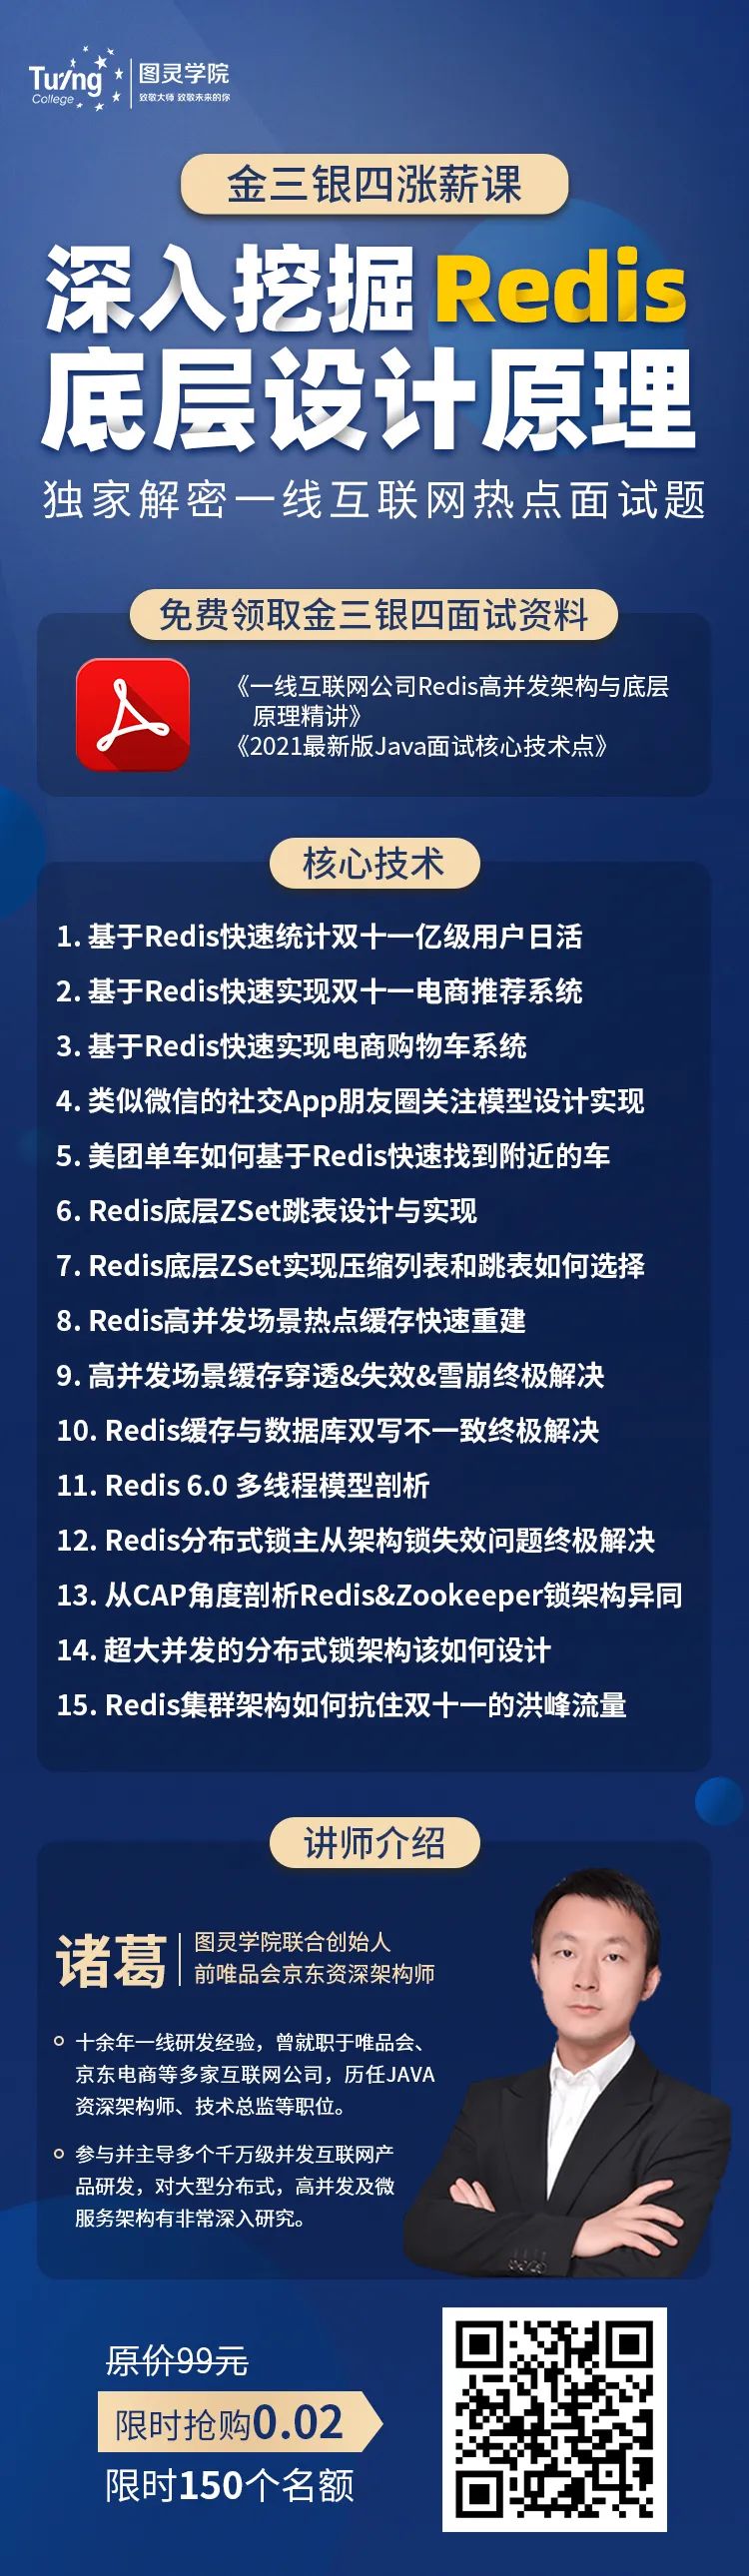 Tuling
College
图灵学院
致敬大师 致敬未来的你
金三银四涨薪课
深入挖掘Redis
底层设计原理
独家解密一线互联网热点面试题
免费领取金三银四面试资料
《一线互联网公司Redis高并发架构与底层
原理精讲》
《2021最新版Java面试核心技术点》
核心技术
1. 基于Redis快速统计双十一亿级用户日活
2. 基于Redis快速实现双十一电商推荐系统
3. 基于Redis快速实现电商购物车系统
4. 类似微信的社交App朋友圈关注模型设计实现
5. 美团单车如何基于Redis快速找到附近的车
6. Redis底层ZSet跳表设计与实现
7. Redis底层ZSet实现压缩列表和跳表如何选择
8. Redis高并发场景热点缓存快速重建
9. 高并发场景缓存穿透&失效&雪崩终极解决
10. Redis缓存与数据库双写不一致终极解决
11. Redis 6.0 多线程模型剖析
12. Redis分布式锁主从架构锁失效问题终极解决
13. 从CAP角度剖析Redis&Zookeeper锁架构异同
14. 超大并发的分布式锁架构该如何设计
15. Redis集群架构如何抗住双十一的洪峰流量
讲师介绍
诸葛
图灵学院联合创始人
前唯品会京东资深架构师
十余年一线研发经验，曾就职于唯品会、
京东电商等多家互联网公司，历任JAVA
资深架构师、技术总监等职位。
参与并主导多个千万级并发互联网产
品研发，对大型分布式，高并发及微
服务架构有非常深入研究。
原价99元
限时抢购0.02
限时150个名额